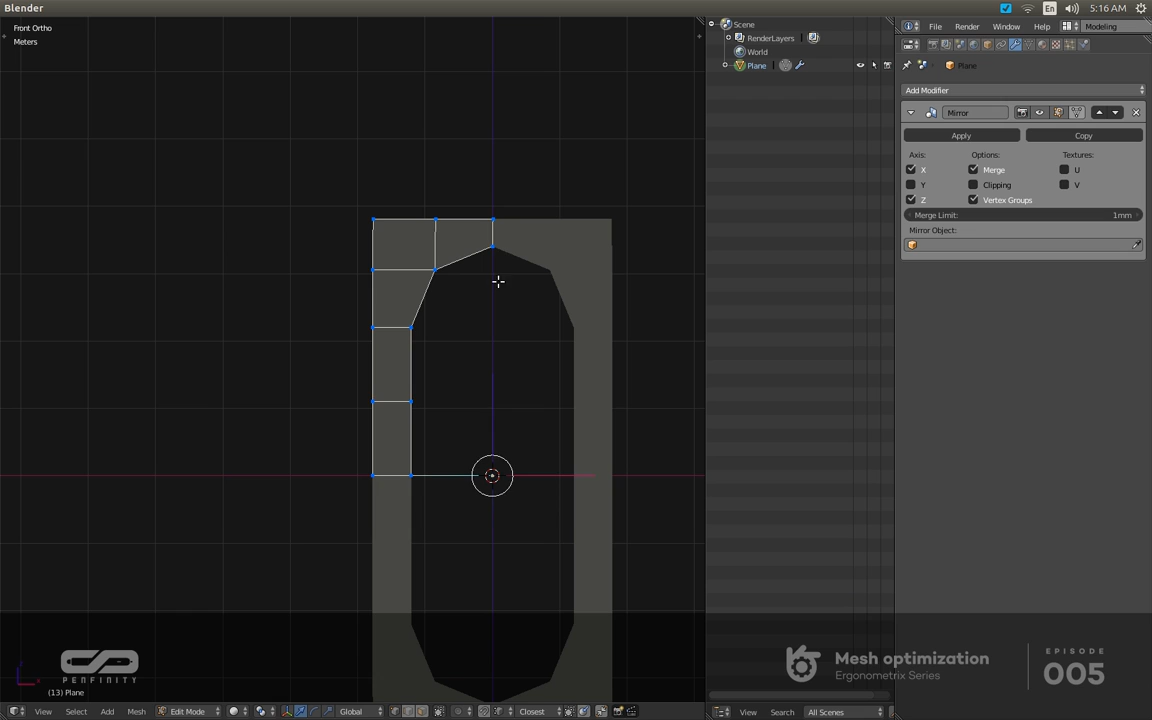 Blender
En
5:16 AM
Front Ortho
Meters
Scene
RenderLayers
World
Plane
File
Render
Window
Help
Modeling
Plane
Add Modifier
Mirror
Apply
Copy
Axis:
Options:
Textures:
X
Merge
U
Y
Clipping
V
Z
Vertex Groups
Merge Limit:
1mm
Mirror Object:
PENFINITY
Mesh optimization
Ergonometrix Series
EPISODE
005
(13) Plane
View
Select
Add
Mesh
Edit Mode
Global
Closest
View
Search
All Scenes